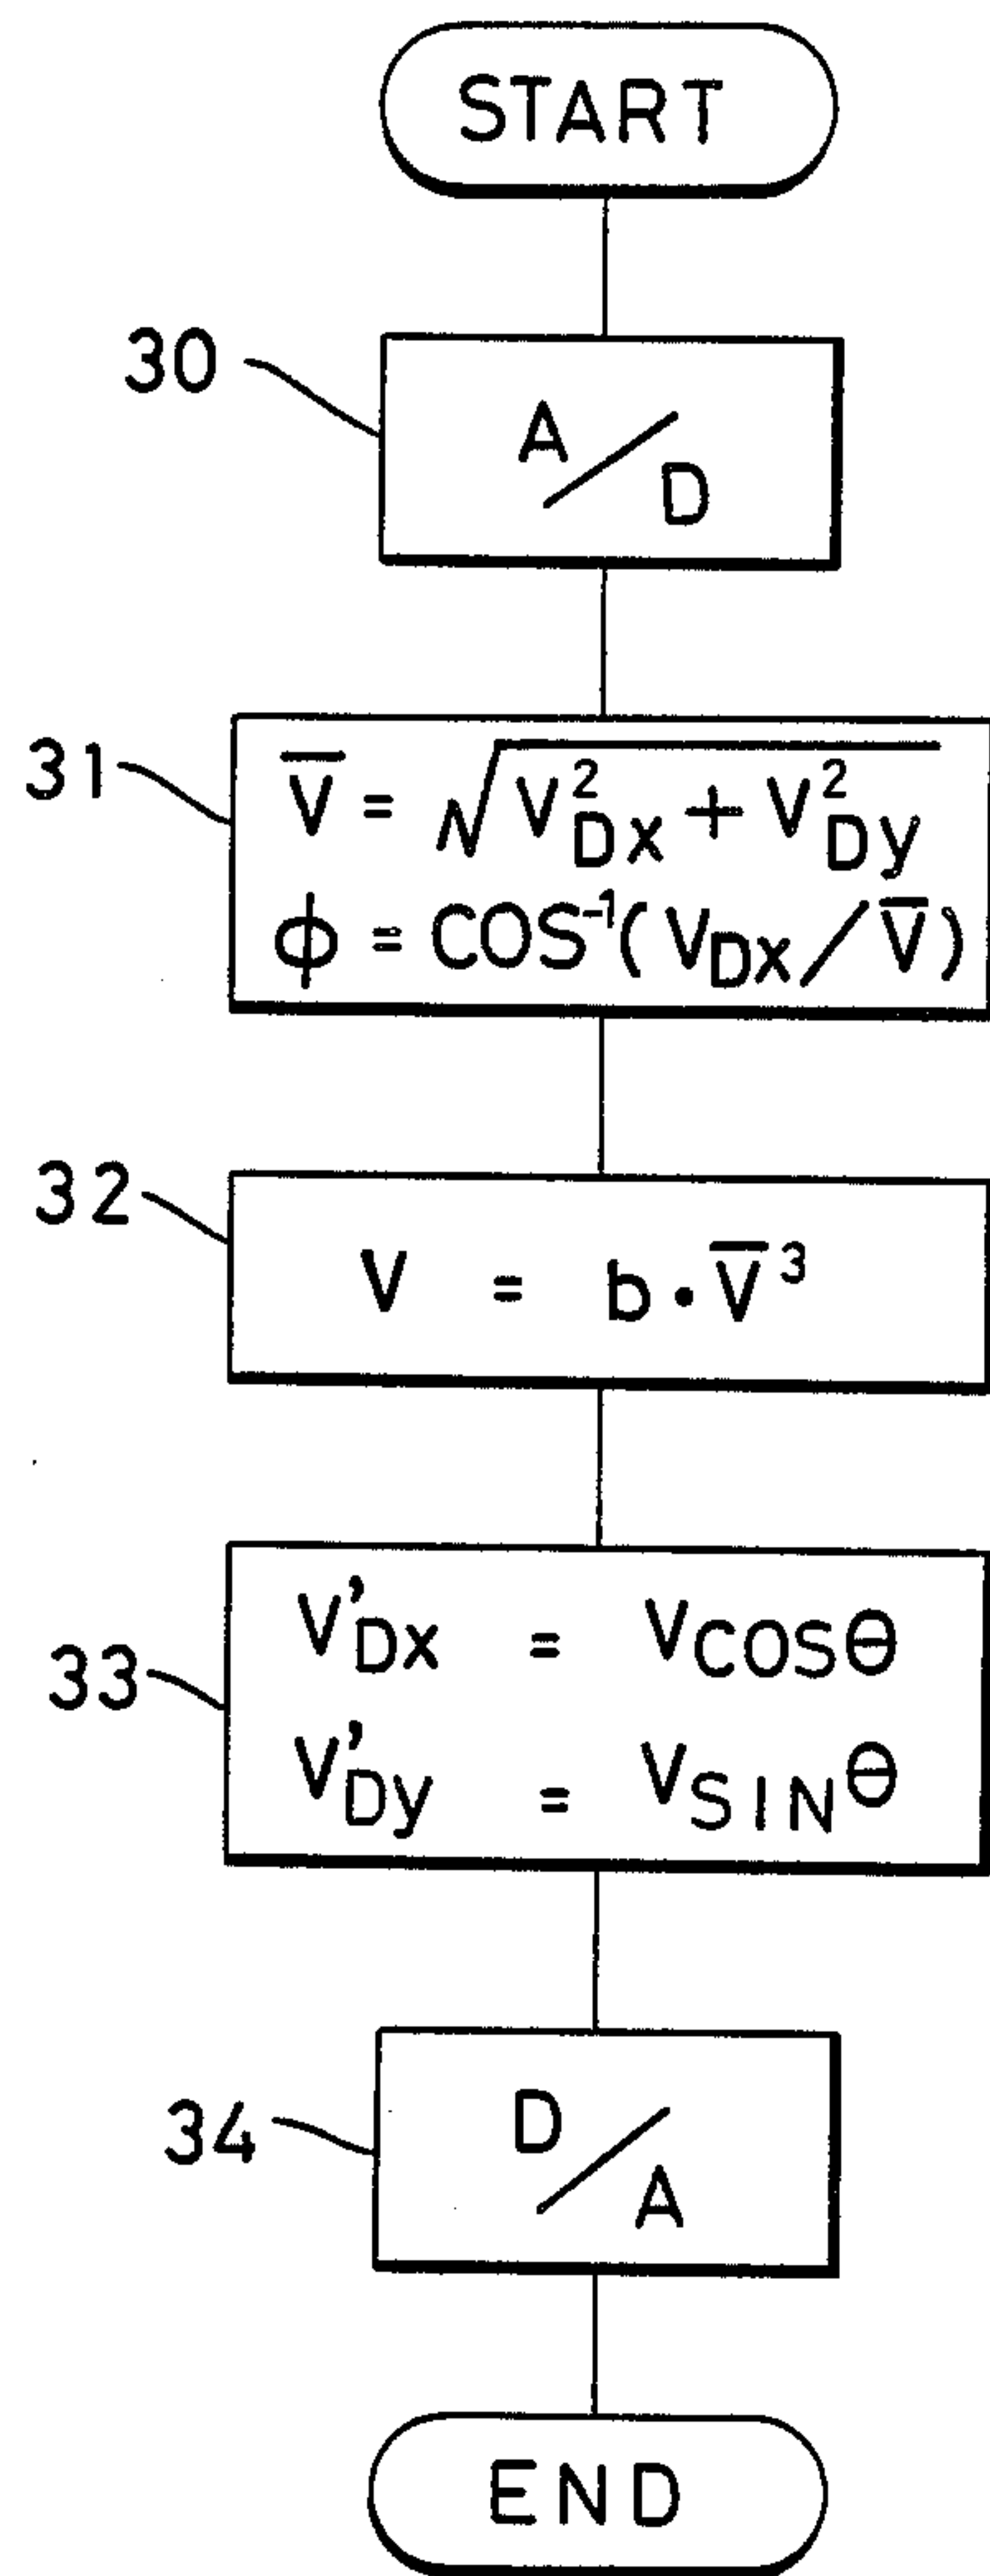 START
30
A/D
31
V̅ = √V²Dx + V²Dy
ϕ = COS⁻¹(VDx/V̅)
32
V = b·V̅³
33
V'Dx = VCOSθ
V'Dy = VSINθ
34
D/A
END